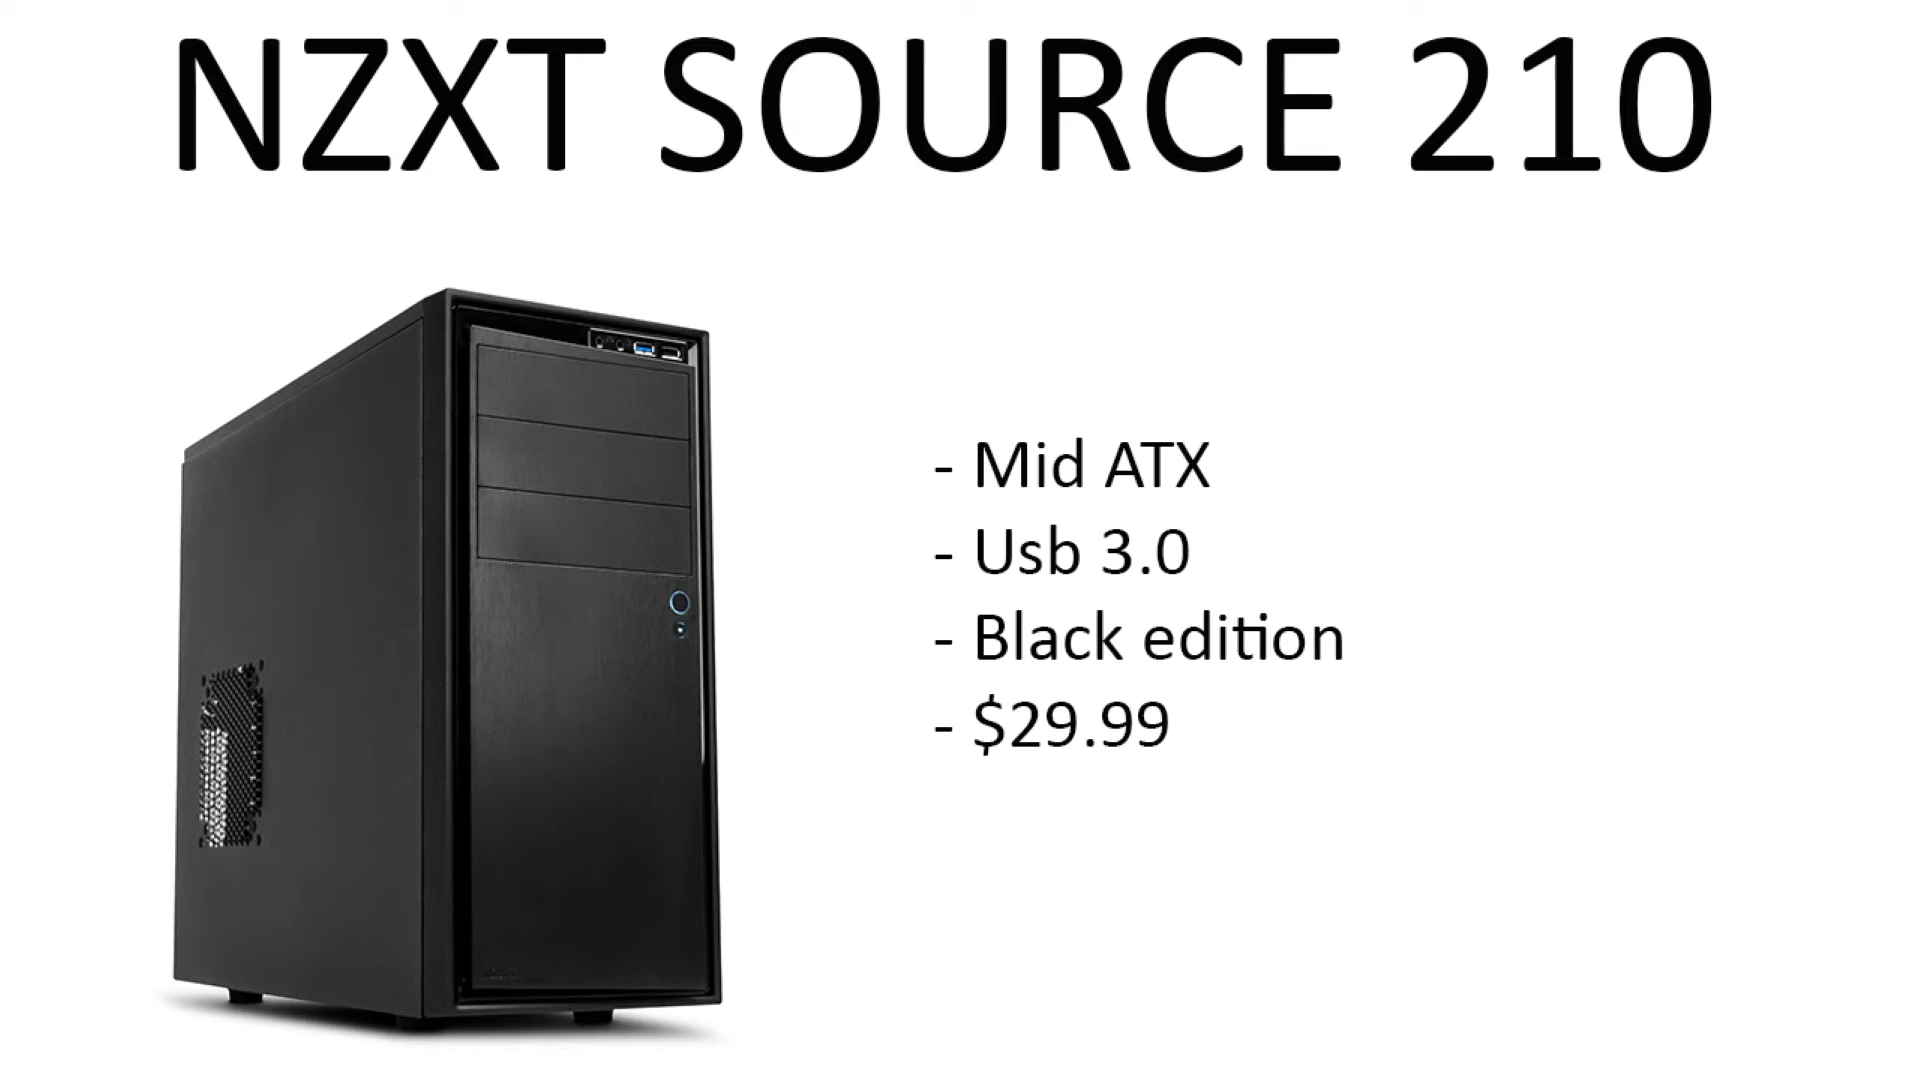 NZXT SOURCE 210
- Mid ATX
- Usb 3.0
- Black edition
- $29.99